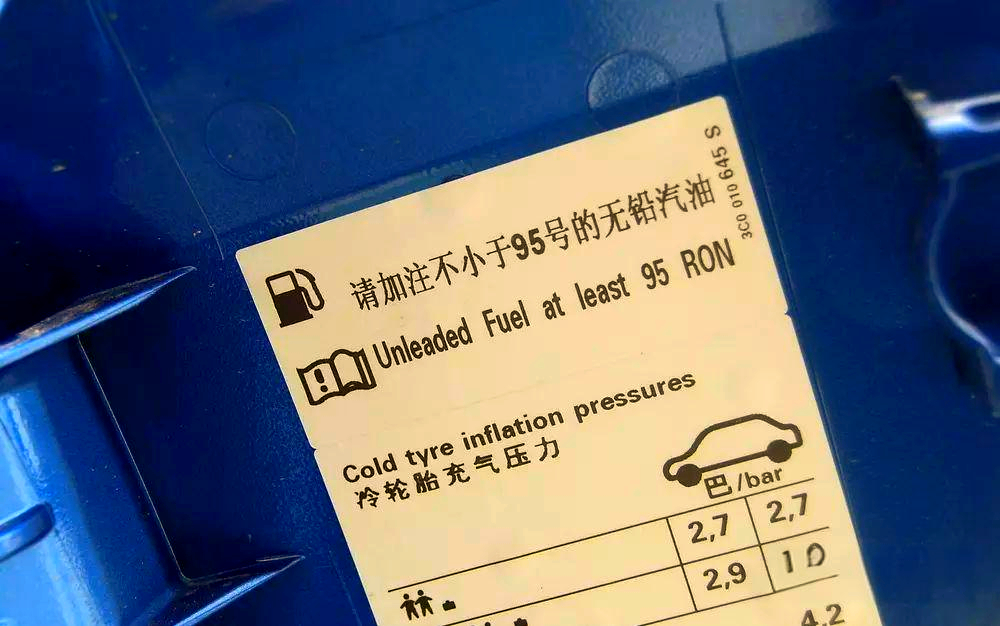 3C0 010 645 S
请加注不小于95号的无铅汽油
Unleaded Fuel at least 95 RON
Cold tyre inflation pressures
冷轮胎充气压力
巴/bar
2,7 2,7
2,9
4,2